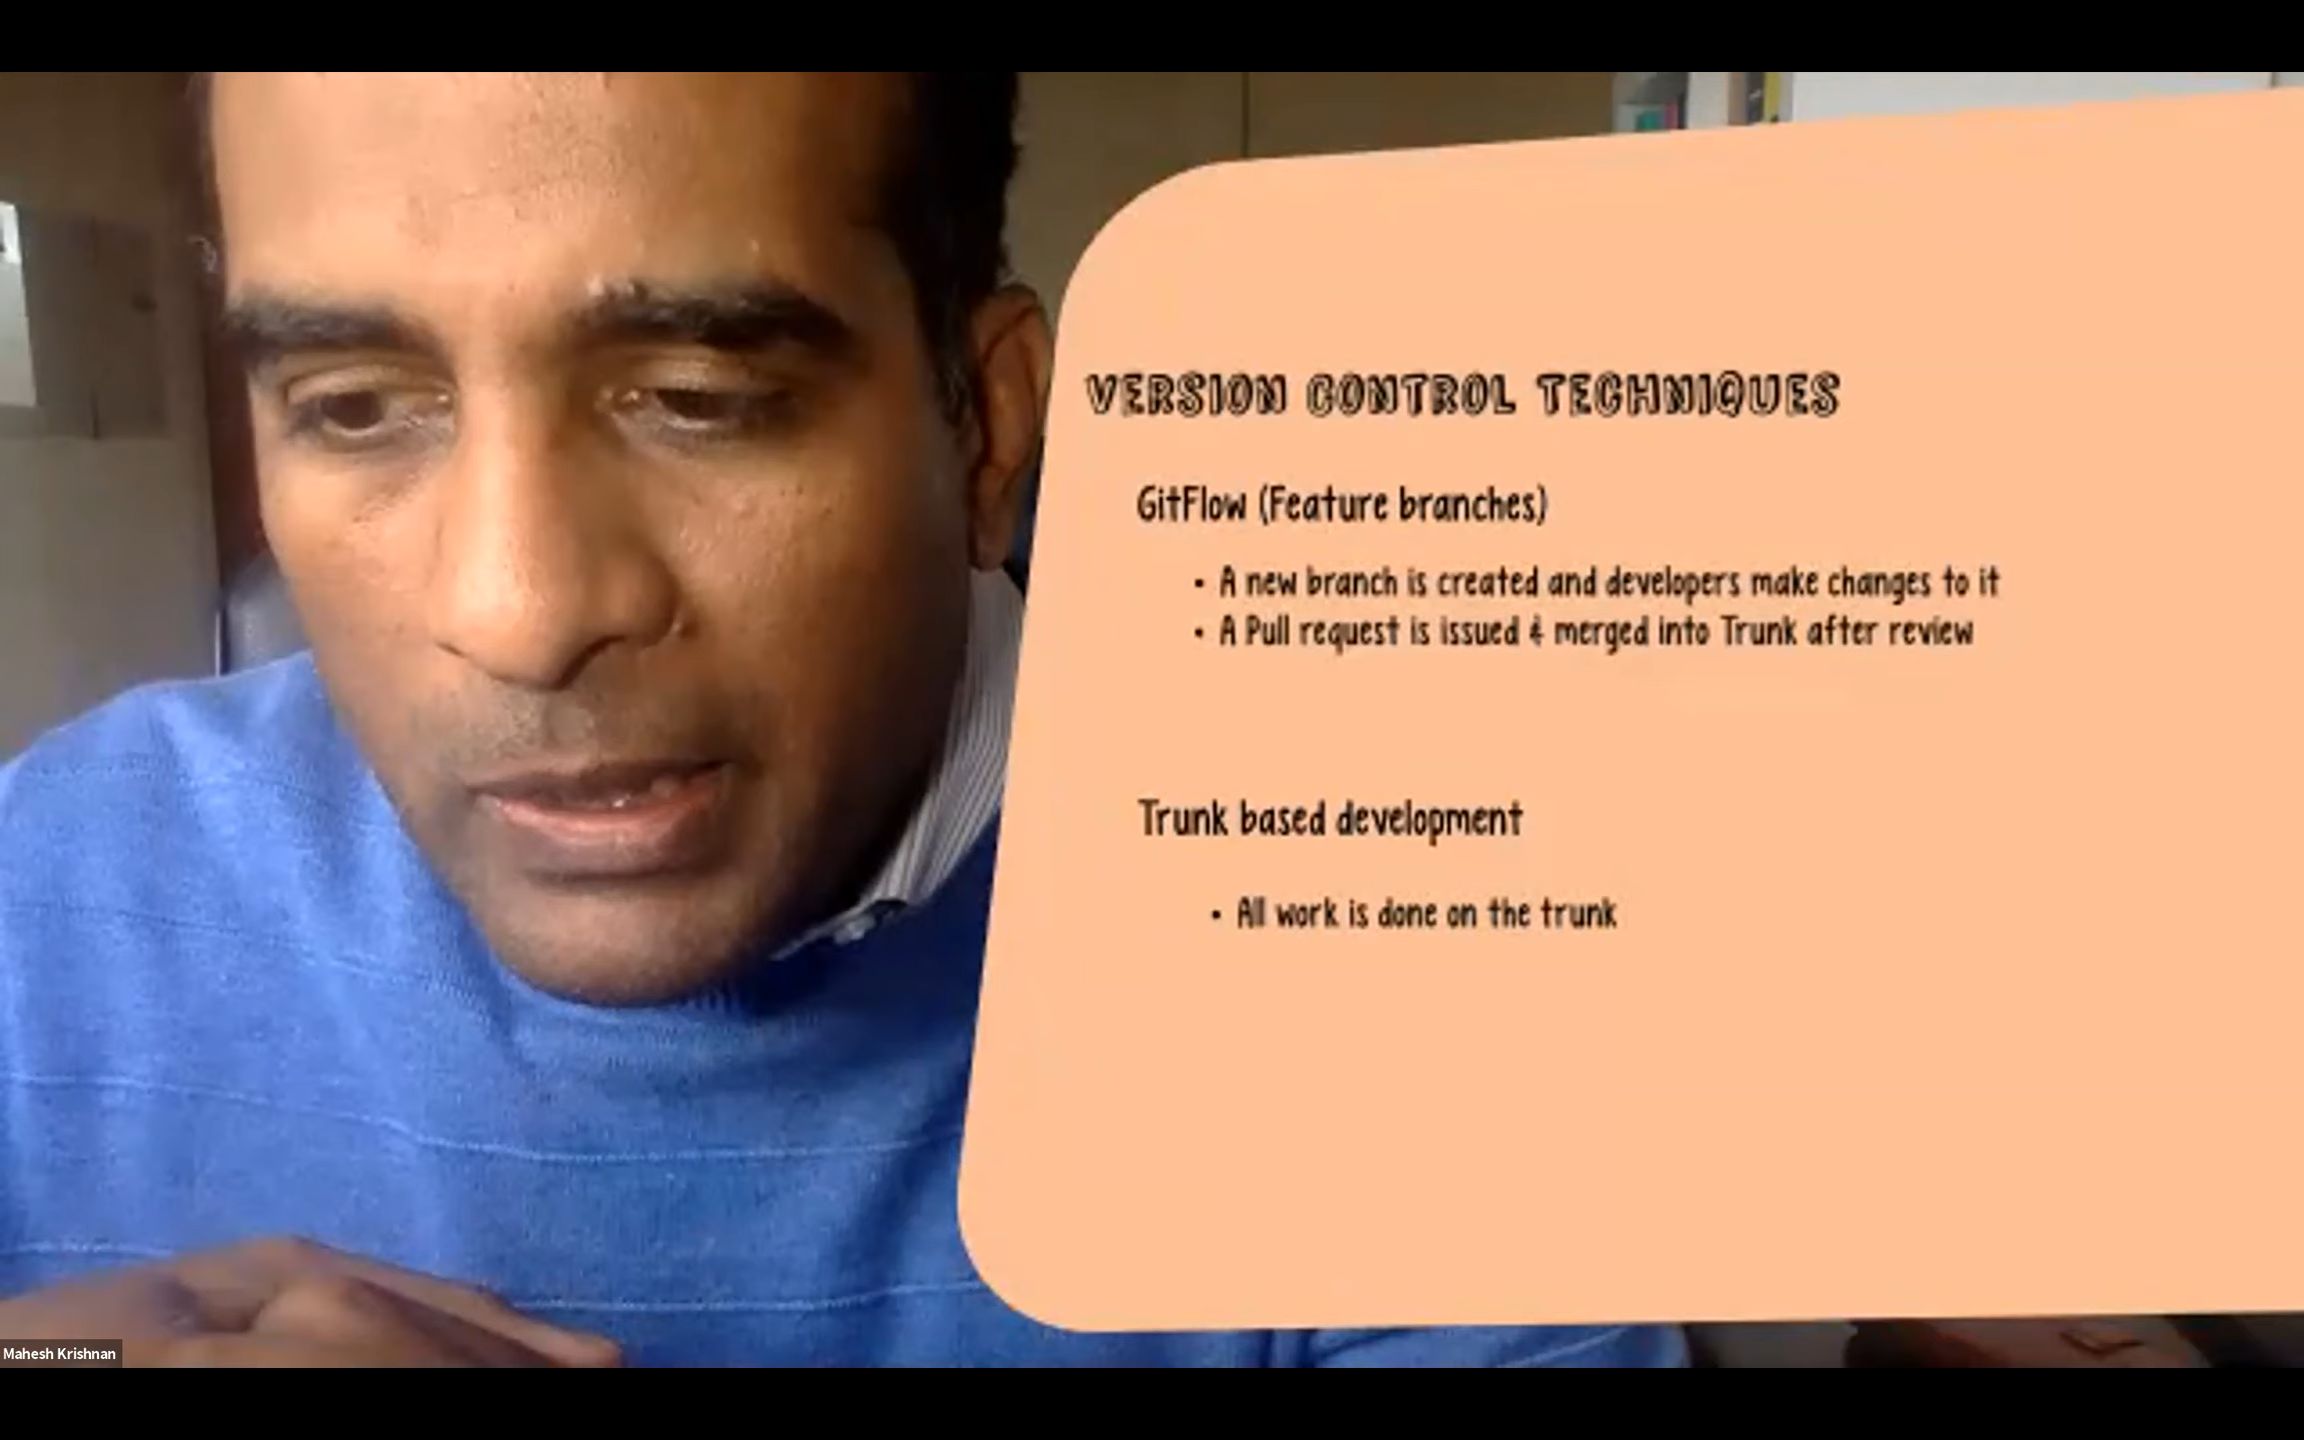 VERSION CONTROL TECHNIQUES
GitFlow (Feature branches)
• A new branch is created and developers make changes to it
• A Pull request is issued & merged into Trunk after review
Trunk based development
• All work is done on the trunk
Mahesh Krishnan